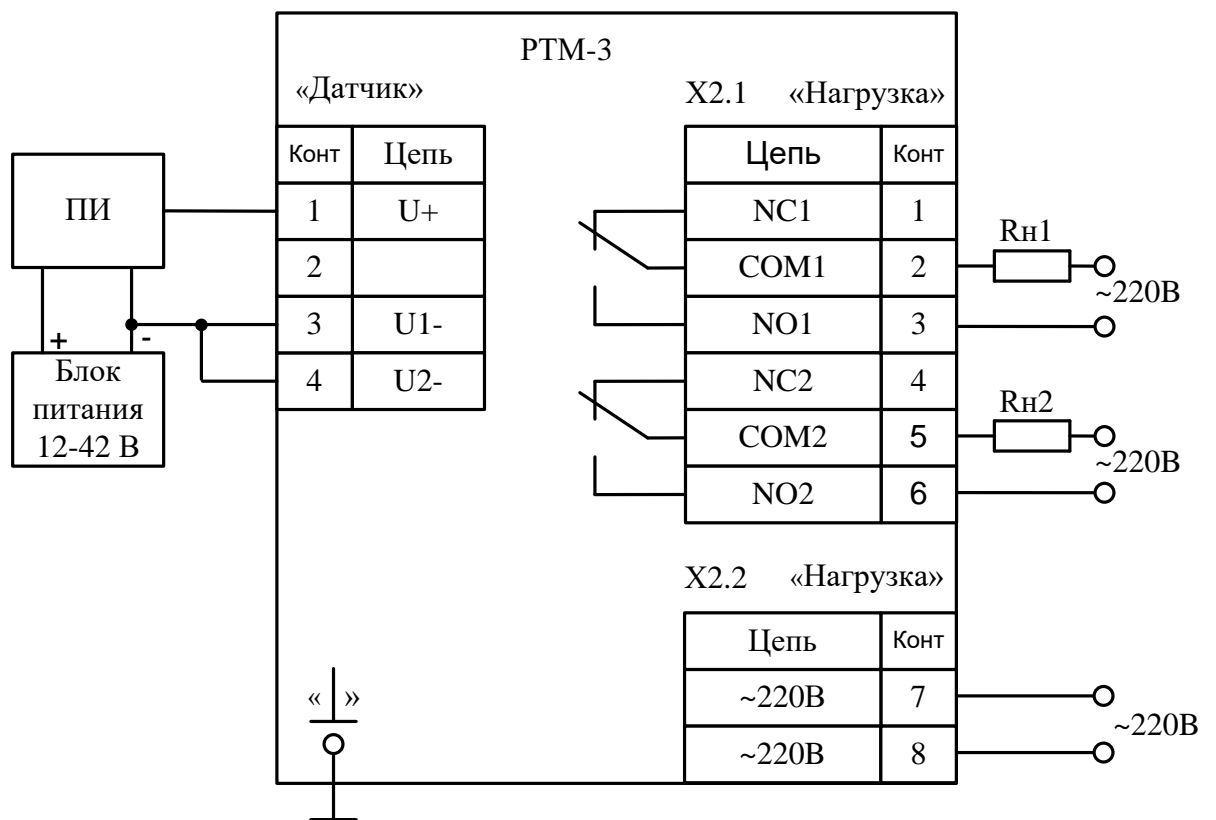 РТМ-3
«Датчик»
X2.1 «Нагрузка»
Конт Цепь
Цепь Конт
ПИ
1 U+
NC1 1
Rн1
2
COM1 2
~220В
3 U1-
NO1 3
+ -
Блок
питания
12-42 В
4 U2-
NC2 4
Rн2
COM2 5
~220В
NO2 6
X2.2 «Нагрузка»
Цепь Конт
~220В 7
~220В
~220В 8
« »